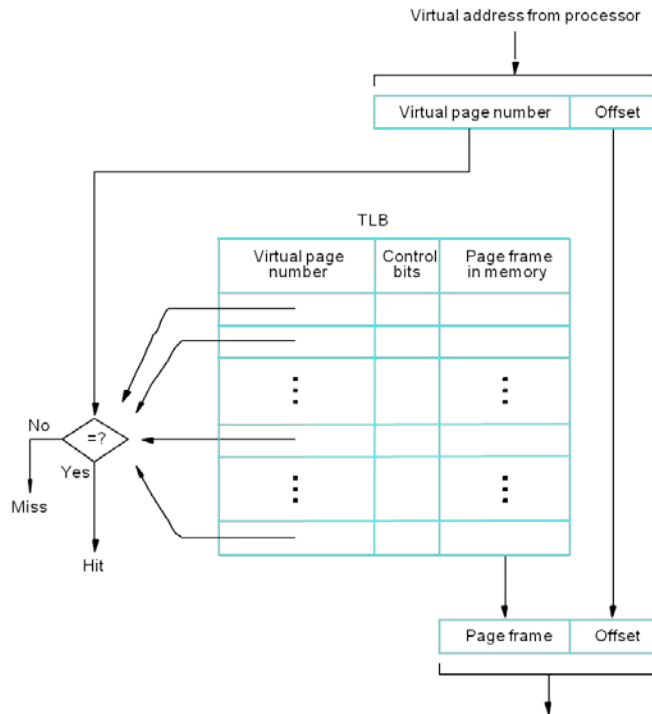 Virtual address from processor
Virtual page number Offset
TLB
Virtual page
number
Control
bits
Page frame
in memory
No
=?
Yes
Miss
Hit
Page frame Offset